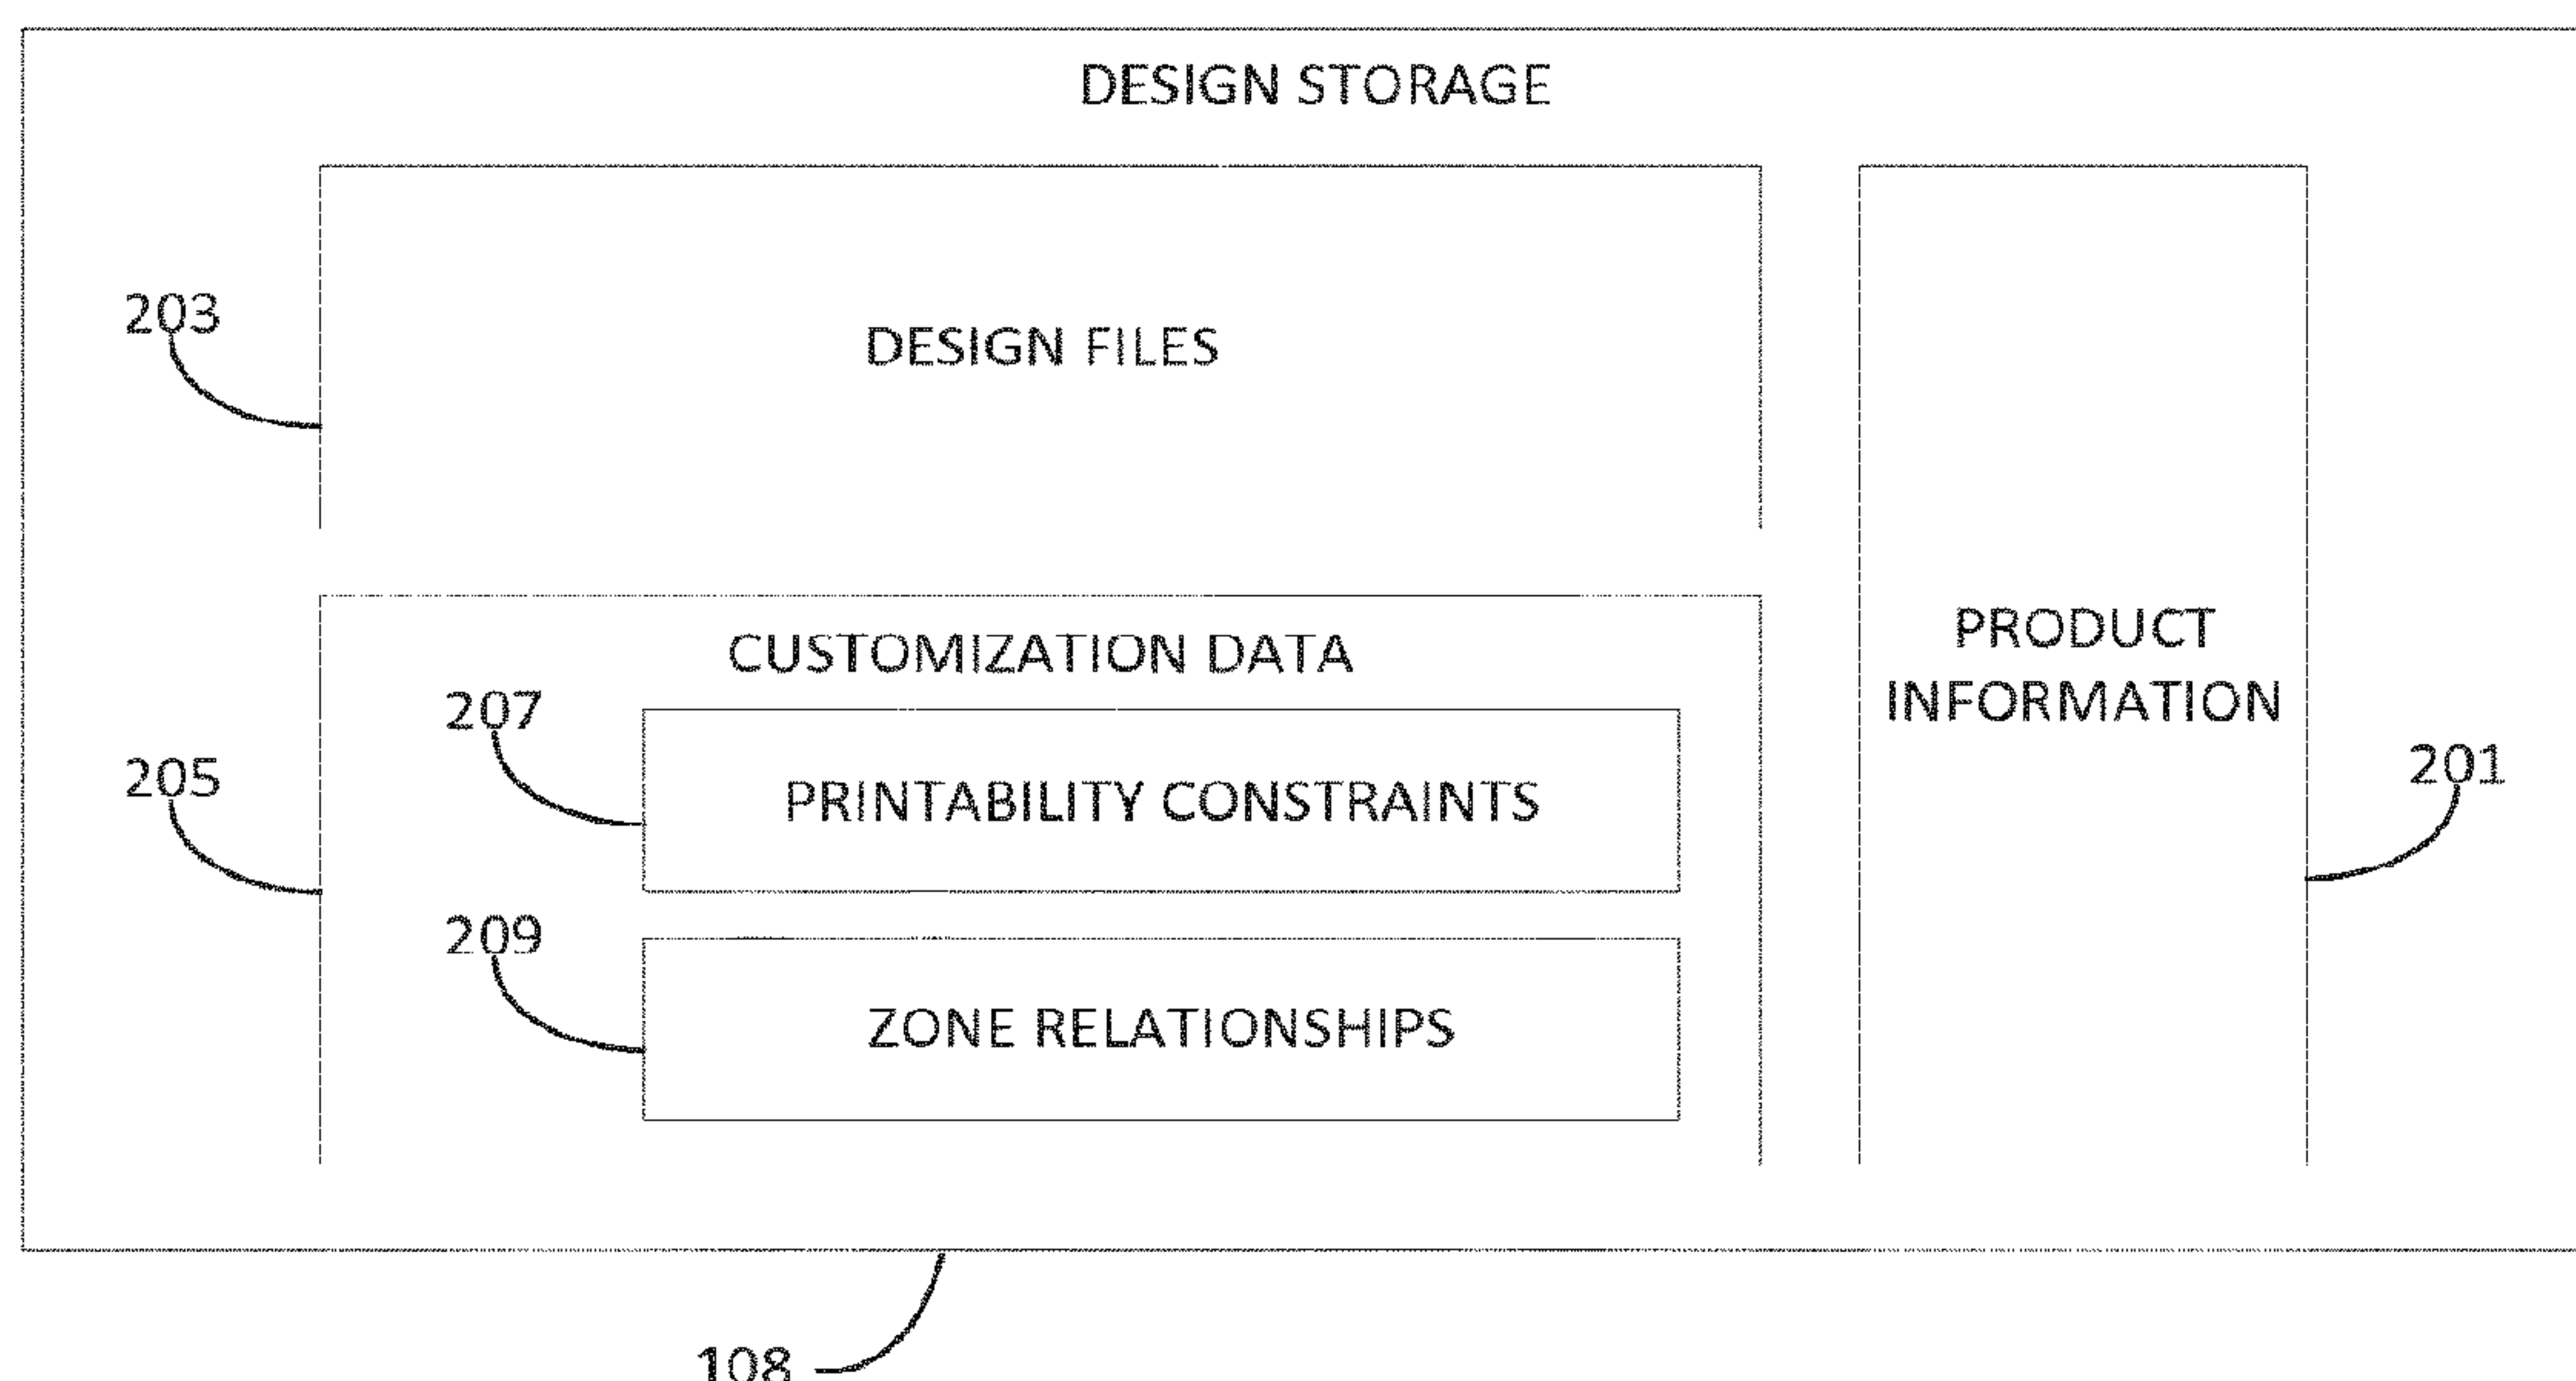 DESIGN STORAGE
203
DESIGN FILES
CUSTOMIZATION DATA
207
PRINTABILITY CONSTRAINTS
205
209
ZONE RELATIONSHIPS
PRODUCT
INFORMATION
201
108